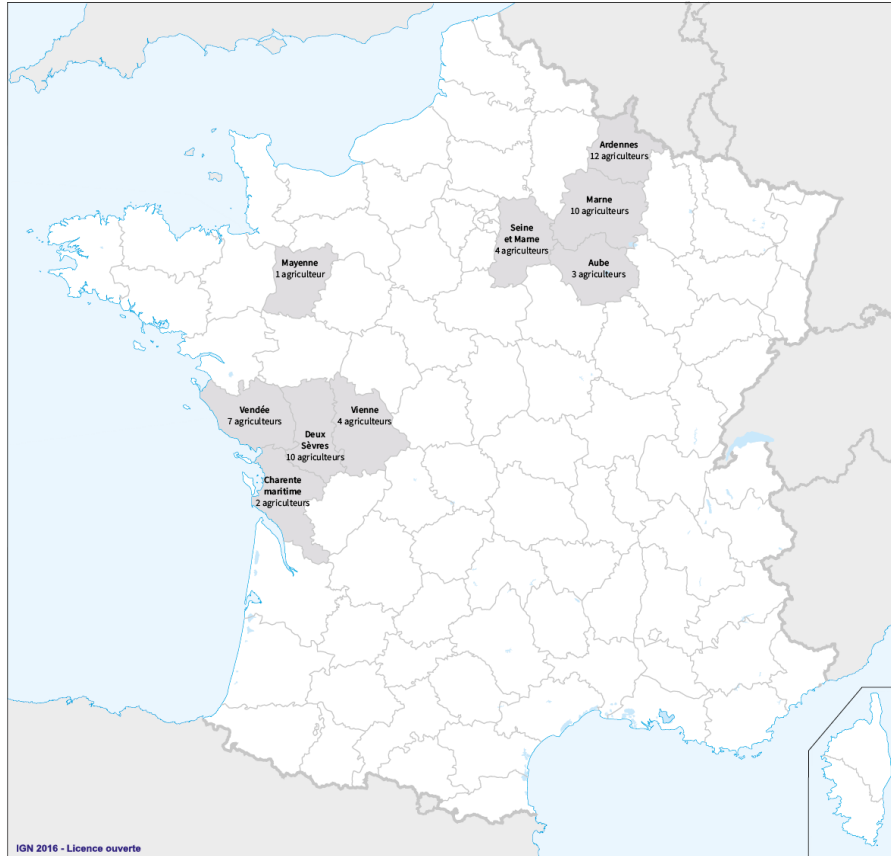 Ardennes
12 agriculteurs
Marne
10 agriculteurs
Seine
et Marne
4 agriculteurs
Aube
3 agriculteurs
Mayenne
1 agriculteur
Vendée
7 agriculteurs
Vienne
4 agriculteurs
Deux
Sèvres
10 agriculteurs
Charente
maritime
2 agriculteurs
IGN 2016 - Licence ouverte